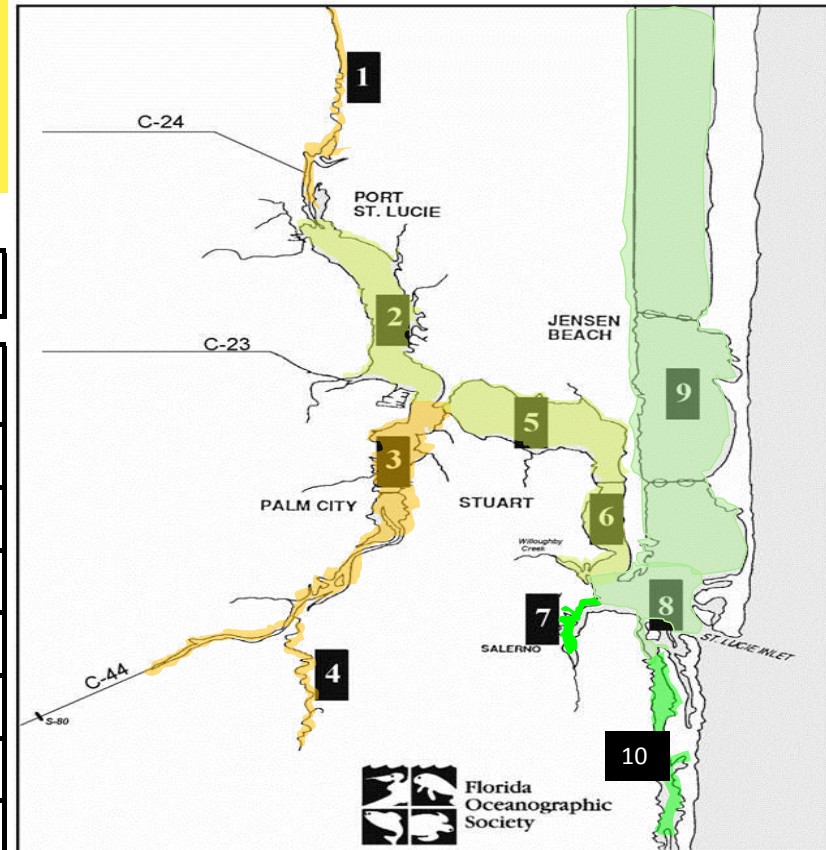 1
C-24
PORT
ST. LUCIE
2
JENSEN
BEACH
C-23
9
5
3
PALM CITY
STUART
6
Willoughby
Creek
7
8
SALERNO
ST. LUCIE INLET
4
C-44
S-80
10
Florida
Oceanographic
Society